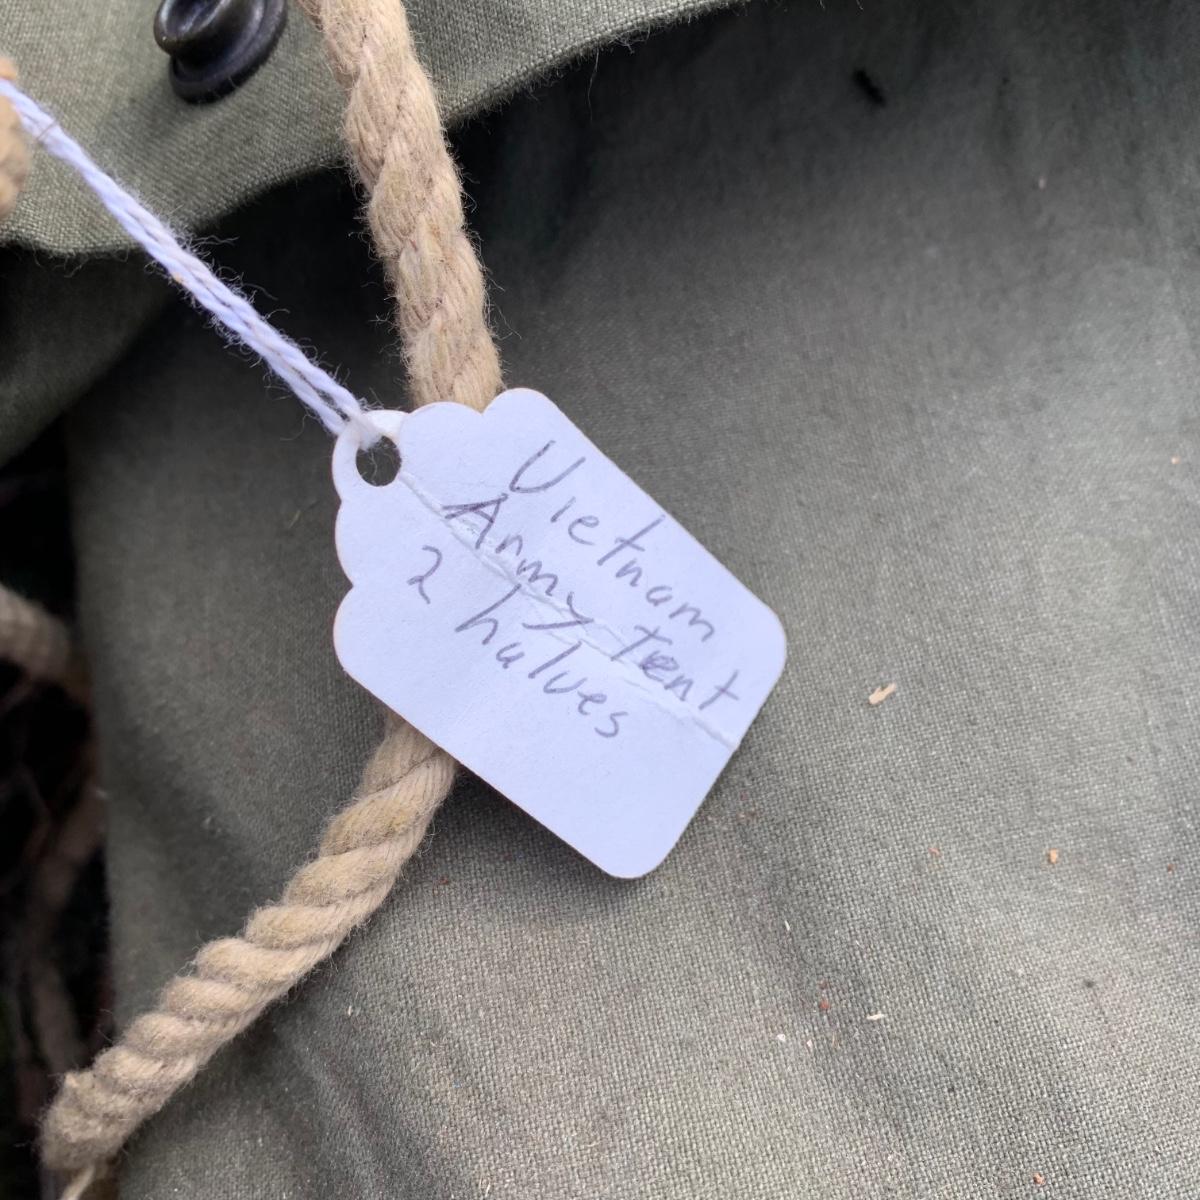 Vietnam
Army Tent
2 halves